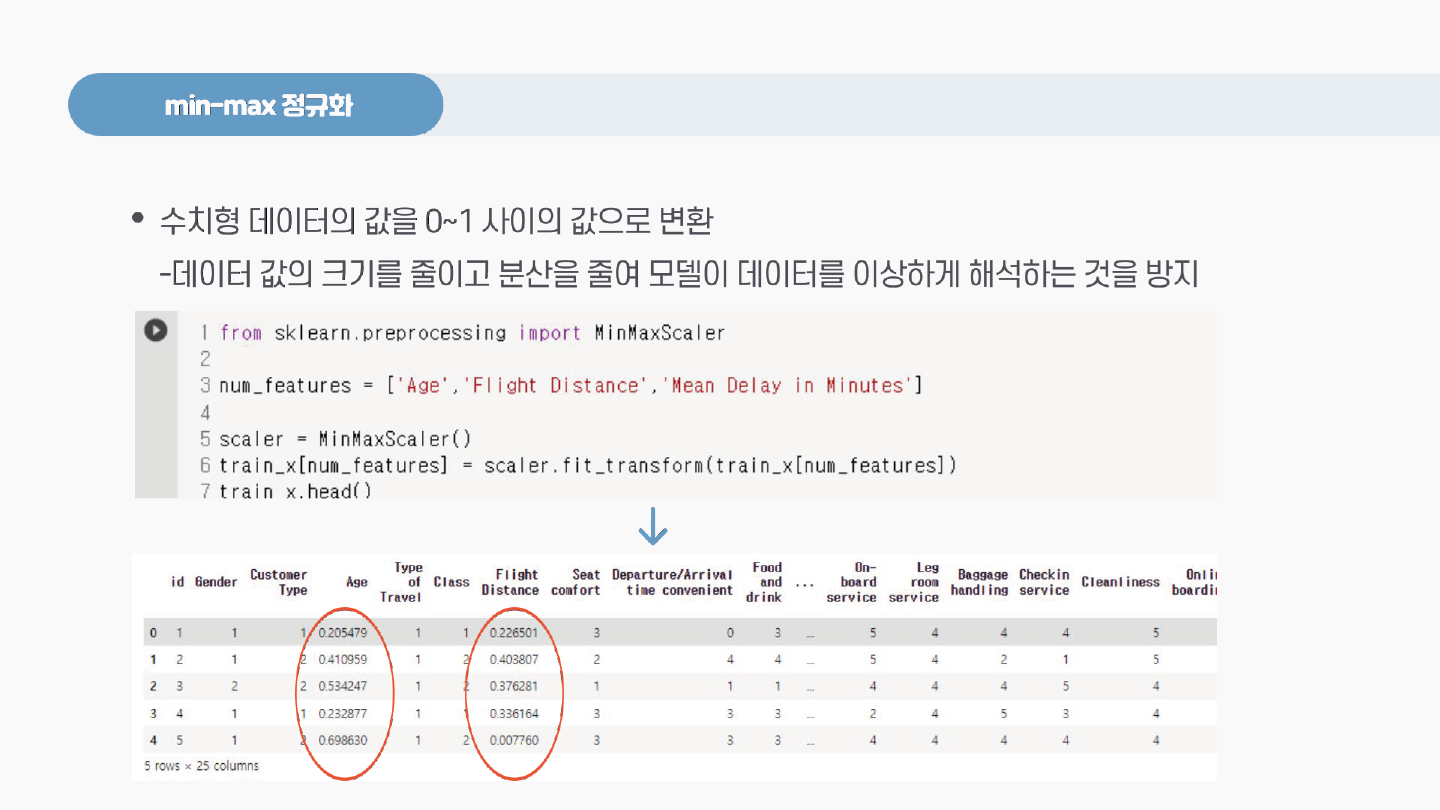 min-max 정규화
• 수치형 데이터의 값을 0~1 사이의 값으로 변환
-데이터 값의 크기를 줄이고 분산을 줄여 모델이 데이터를 이상하게 해석하는 것을 방지
1 from sklearn.preprocessing import MinMaxScaler
2
3 num_features = ['Age','Flight Distance','Mean Delay in Minutes']
4
5 scaler = MinMaxScaler()
6 train_x[num_features] = scaler.fit_transform(train_x[num_features])
7 train_x.head()
id Gender Customer Type Age Type of Travel Class Flight Distance Seat comfort Departure/Arrival time convenient Food and drink ... On-board service Leg room service Baggage handling Checkin service Cleanliness
0 1 1 1 0.205479 1 1 0.226501 3 0 3 ... 5 4 4 4 5
1 2 1 2 0.410959 1 2 0.403807 2 4 4 ... 5 4 2 1 5
2 3 2 2 0.534247 1 2 0.376281 1 1 1 ... 4 4 4 5 4
3 4 1 1 0.232877 1 1 0.336164 3 3 3 ... 2 4 5 3 4
4 5 1 2 0.698630 1 2 0.007760 3 3 3 ... 4 4 4 4 4
5 rows × 25 columns